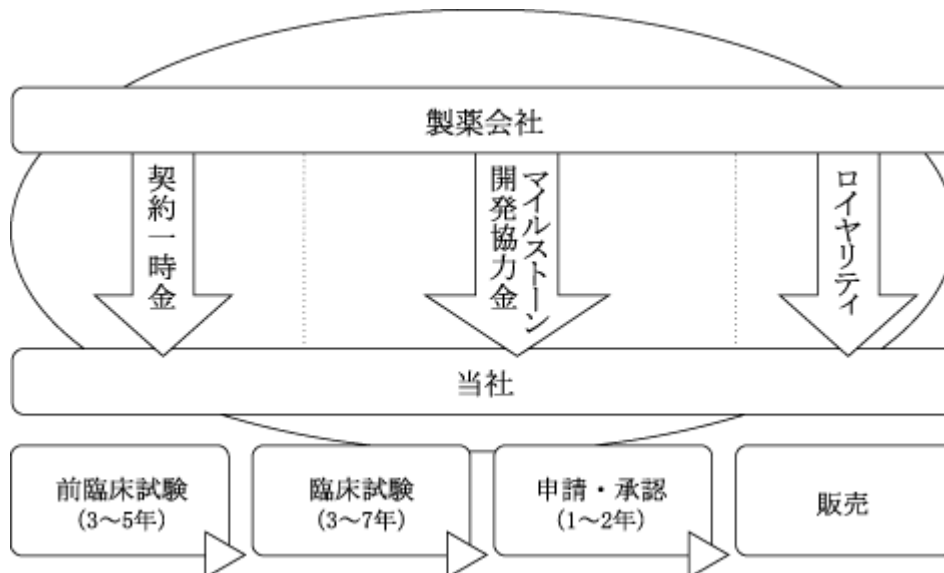 製薬会社
契約一時金
マイルストーン
開発協力金
ロイヤリティ
当社
前臨床試験
(3～5年)
臨床試験
(3～7年)
申請・承認
(1～2年)
販売